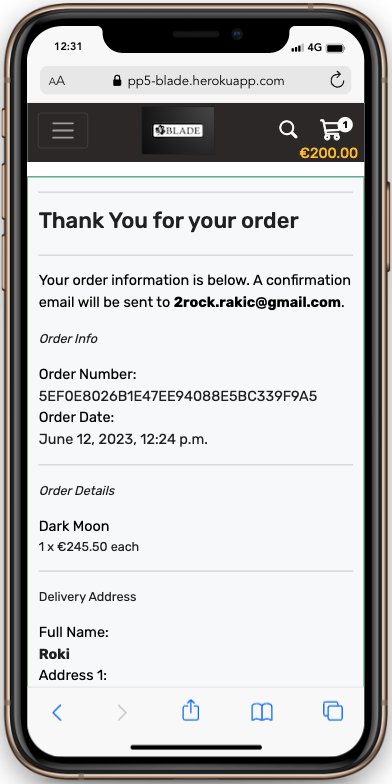 12:31
4G
AA pp5-blade.herokuapp.com
BLADE
1
€200.00
Thank You for your order
Your order information is below. A confirmation
email will be sent to 2rock.rakic@gmail.com.
Order Info
Order Number:
5EF0E8026B1E47EE94088E5BC339F9A5
Order Date:
June 12, 2023, 12:24 p.m.
Order Details
Dark Moon
1 x €245.50 each
Delivery Address
Full Name:
Roki
Address 1: